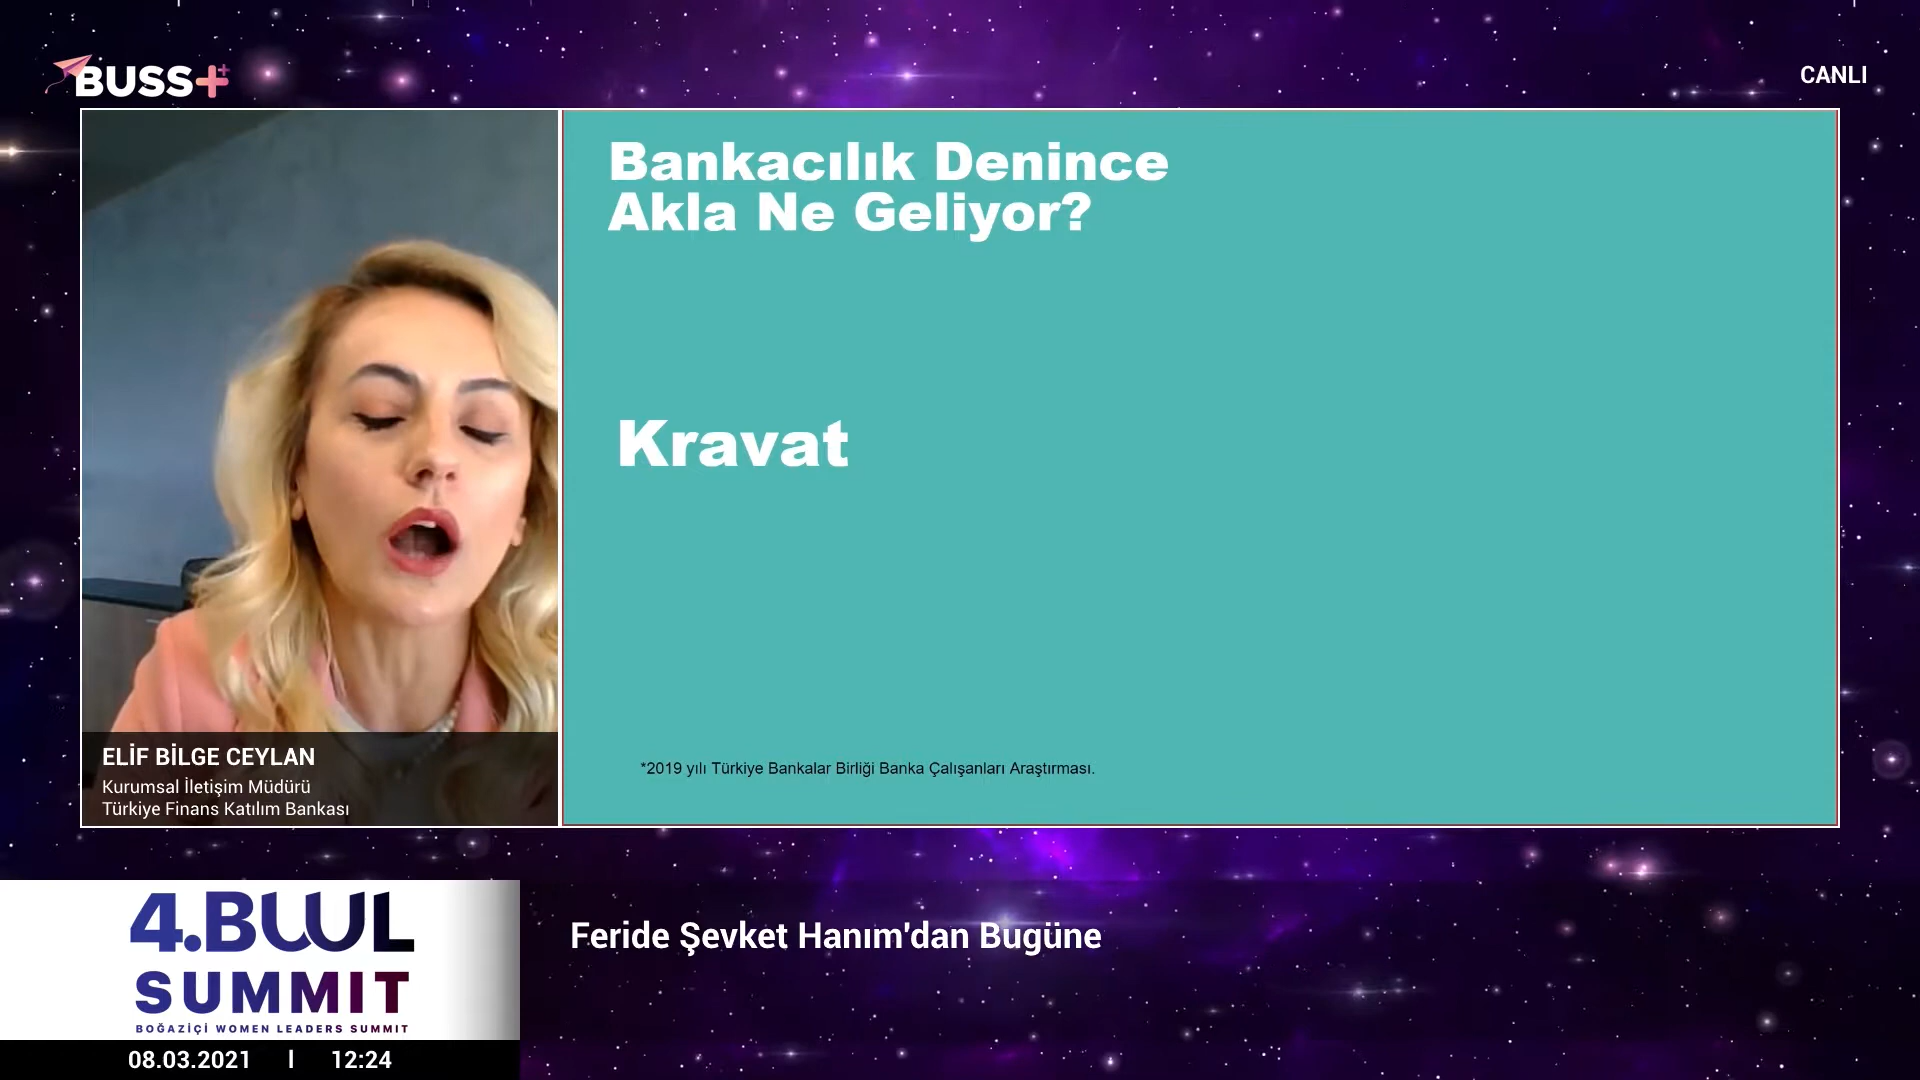 BUSS++
CANLI
Bankacılık Denince
Akla Ne Geliyor?
Kravat
*2019 yılı Türkiye Bankalar Birliği Banka Çalışanları Araştırması.
ELİF BİLGE CEYLAN
Kurumsal İletişim Müdürü
Türkiye Finans Katılım Bankası
4.BWL
SUMMIT
BOĞAZİÇİ WOMEN LEADERS SUMMIT
Feride Şevket Hanım'dan Bugüne
08.03.2021 | 12:24